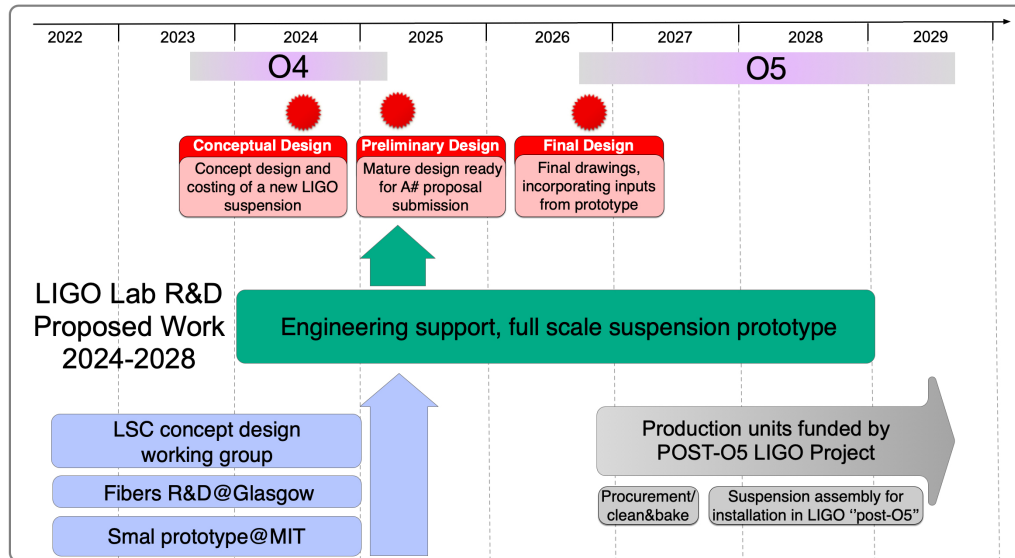 2022 2023 2024 2025 2026 2027 2028 2029
O4 O5
Conceptual Design
Concept design and
costing of a new LIGO
suspension
Preliminary Design
Mature design ready
for A# proposal
submission
Final Design
Final drawings,
incorporating inputs
from prototype
LIGO Lab R&D
Proposed Work
2024-2028
Engineering support, full scale suspension prototype
LSC concept design
working group
Fibers R&D@Glasgow
Smal prototype@MIT
Production units funded by
POST-O5 LIGO Project
Procurement/
clean&bake
Suspension assembly for
installation in LIGO ‘’post-O5”